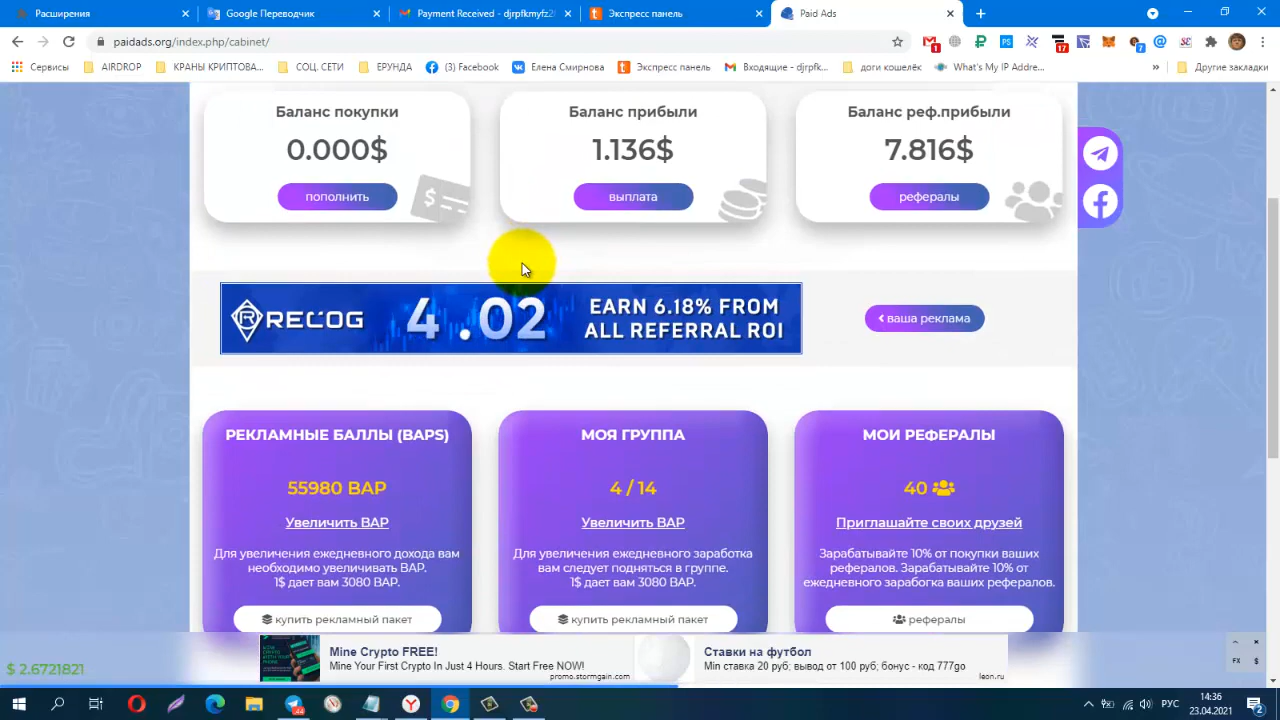 Расширения
Google Переводчик
Payment Received - djrpfkmyfz2
Экспресс панель
Paid Ads
paidads.org/index.php/cabinet/
Сервисы
AIRDROP
КРАНЫ КРИПТОВА...
СОЦ. СЕТИ
ЕРУНДА
(3) Facebook
Елена Смирнова
Экспресс панель
Входящие - djrpfk...
доги кошелёк
What's My IP Addre...
»
Другие закладки
Баланс покупки
0.000$
пополнить
Баланс прибыли
1.136$
выплата
Баланс реф.прибыли
7.816$
рефералы
RECOG
4 .02
EARN 6.18% FROM
ALL REFERRAL ROI
ваша реклама
РЕКЛАМНЫЕ БАЛЛЫ (BAPS)
55980 BAP
Увеличить BAP
Для увеличения ежедневного дохода вам
необходимо увеличивать BAP.
1$ дает вам 3080 BAP.
купить рекламный пакет
МОЯ ГРУППА
4 / 14
Увеличить BAP
Для увеличения ежедневного заработка
вам следует подняться в группе.
1$ дает вам 3080 BAP.
купить рекламный пакет
МОИ РЕФЕРАЛЫ
40
Приглашайте своих друзей
Зарабатывайте 10% от покупки ваших
рефералов. Зарабатывайте 10% от
ежедневного заработка ваших рефералов.
рефералы
$ 2.6721821
Mine Crypto FREE!
Mine Your First Crypto In Just 4 Hours. Start Free NOW!
promo.stormgain.com
Ставки на футбол
Min ставка 20 руб; вывод от 100 руб; бонус - код 777go
leon.ru
FX
$
РУС
14:36
23.04.2021